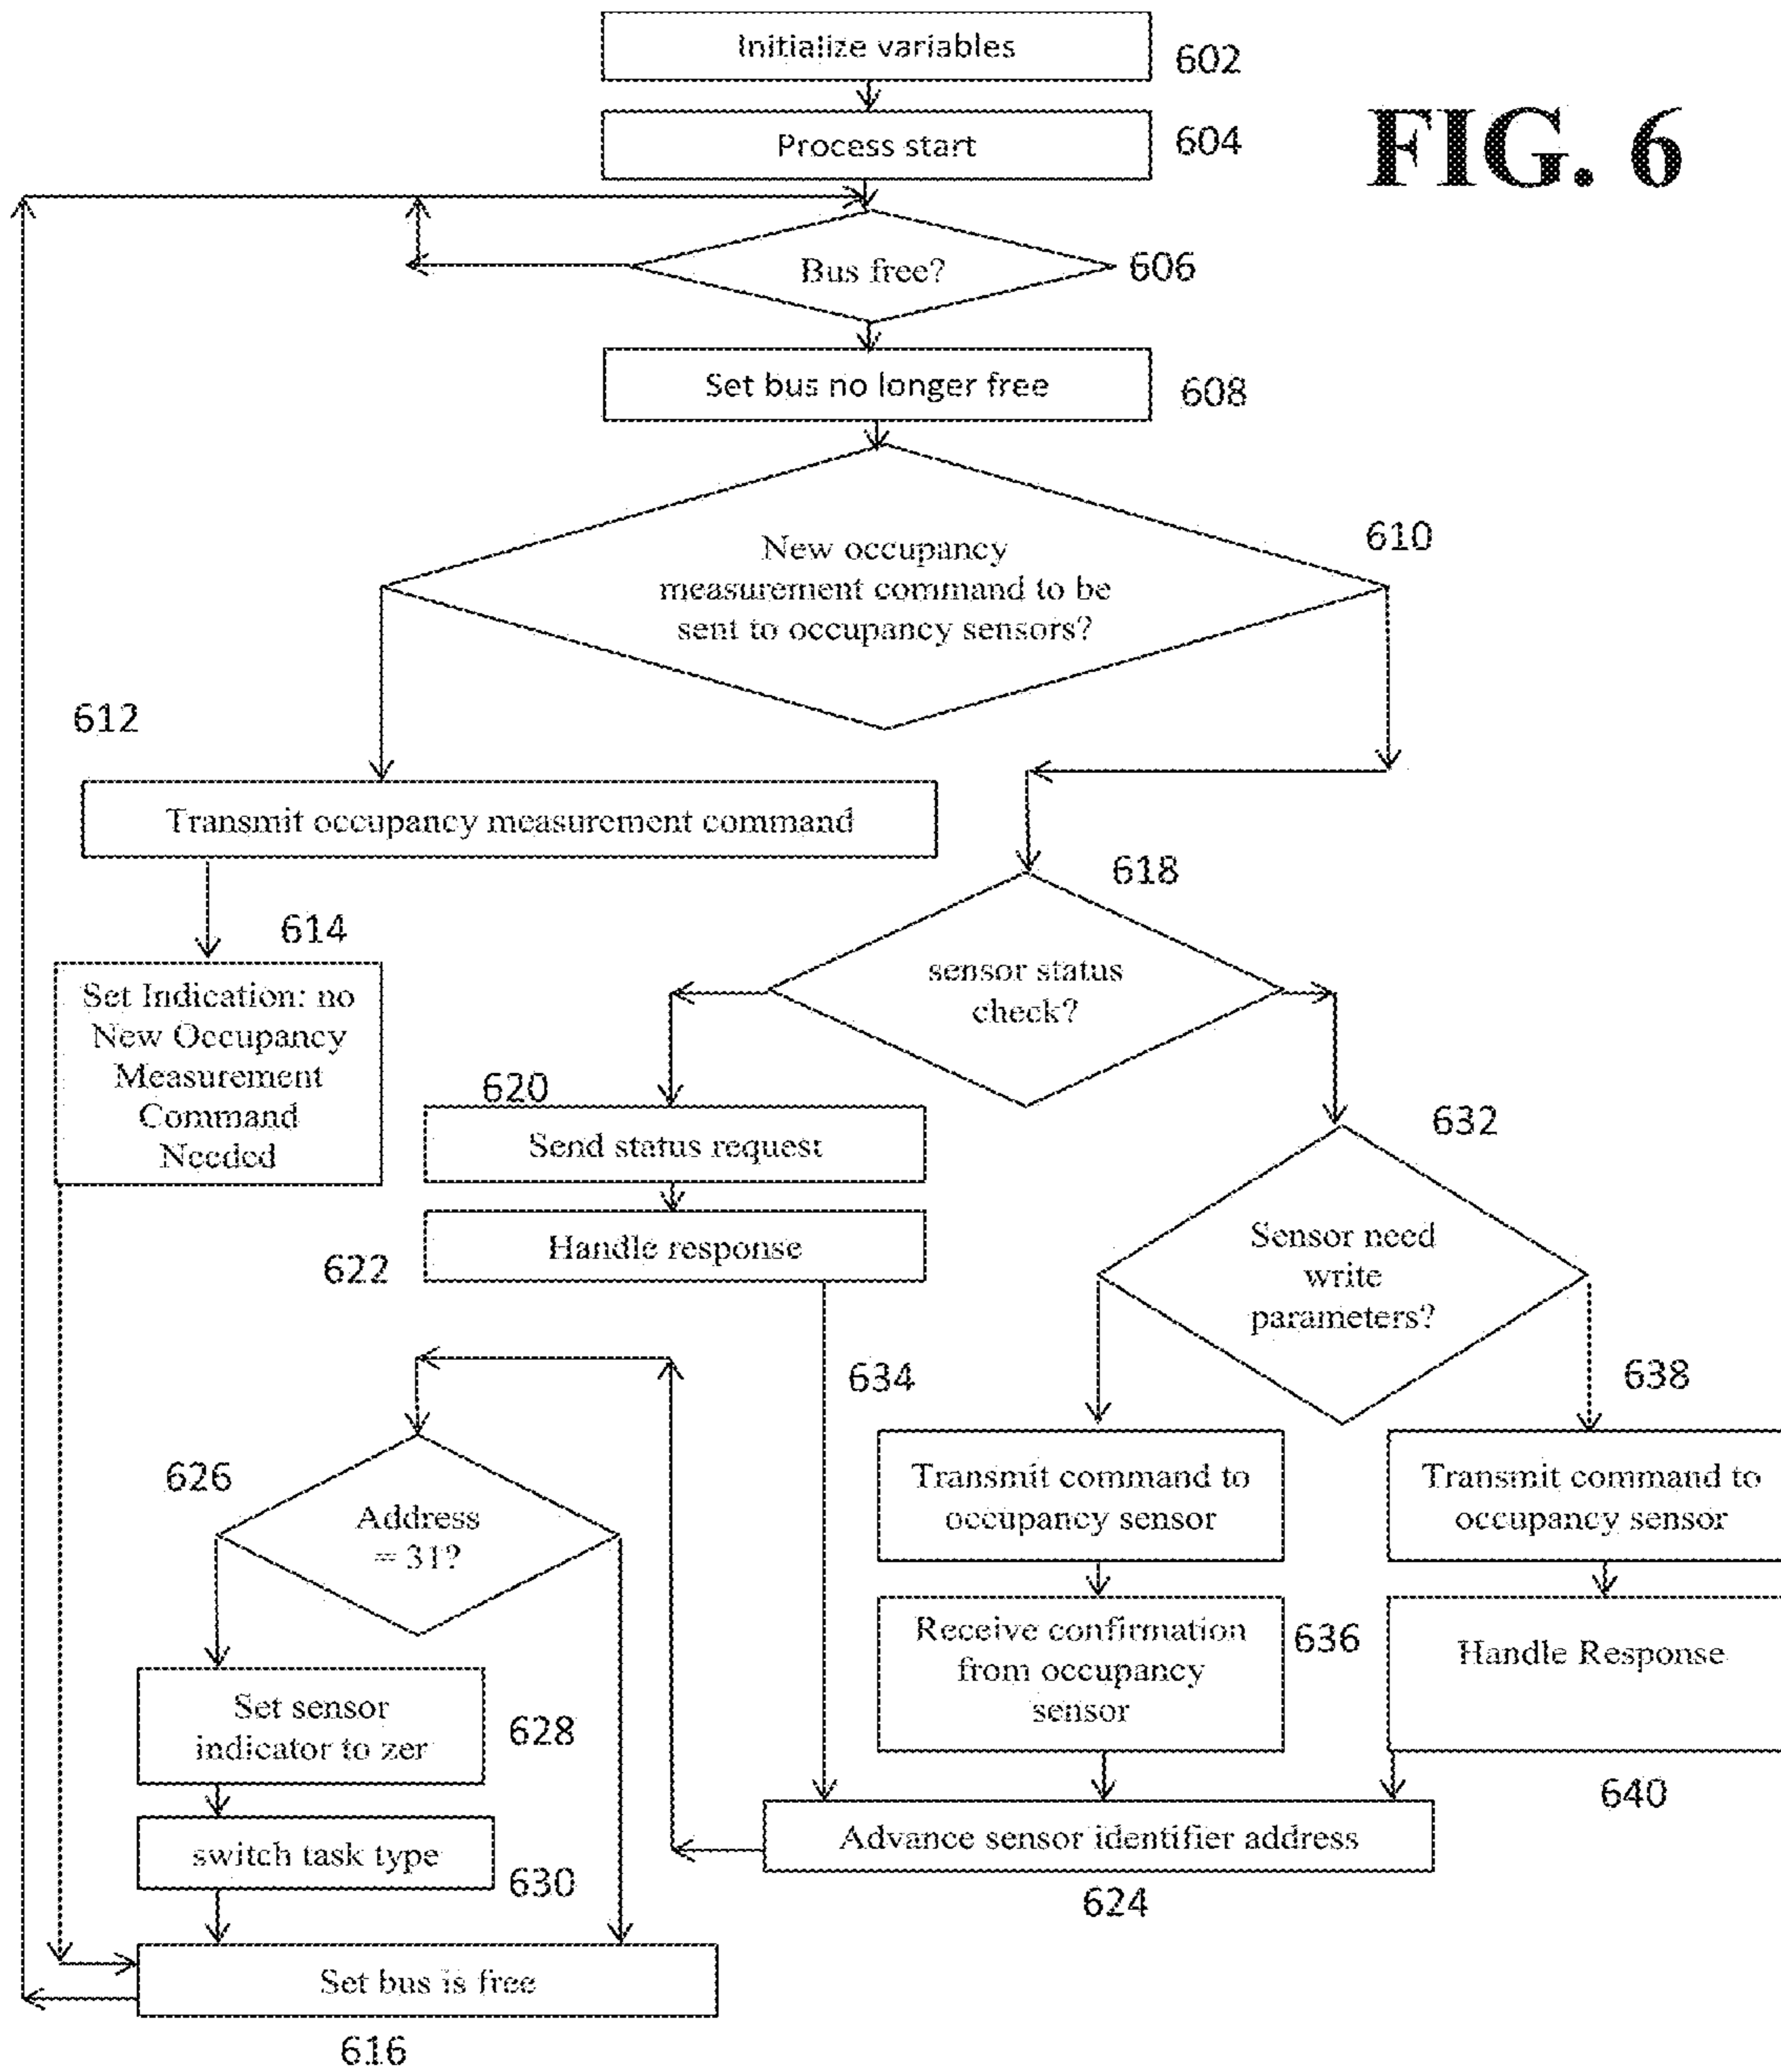 Initialize variables
602
FIG. 6
Process start
604
Bus free?
606
Set bus no longer free
608
New occupancy
measurement command to be
sent to occupancy sensors?
610
612
Transmit occupancy measurement command
614
Set Indication: no
New Occupancy
Measurement
Command
Needed
618
sensor status
check?
620
Send status request
622
Handle response
632
Sensor need
write
parameters?
634
638
626
Address
= 31?
Transmit command to
occupancy sensor
Transmit command to
occupancy sensor
Receive confirmation
from occupancy
sensor
636
Handle Response
640
Set sensor
indicator to zer
628
switch task type
630
Advance sensor identifier address
624
Set bus is free
616